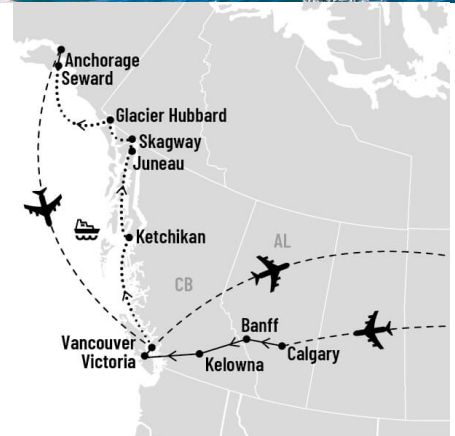 Anchorage
Seward
Glacier Hubbard
Skagway
Juneau
Ketchikan
AL
CB
Banff
Vancouver
Victoria
Calgary
Kelowna